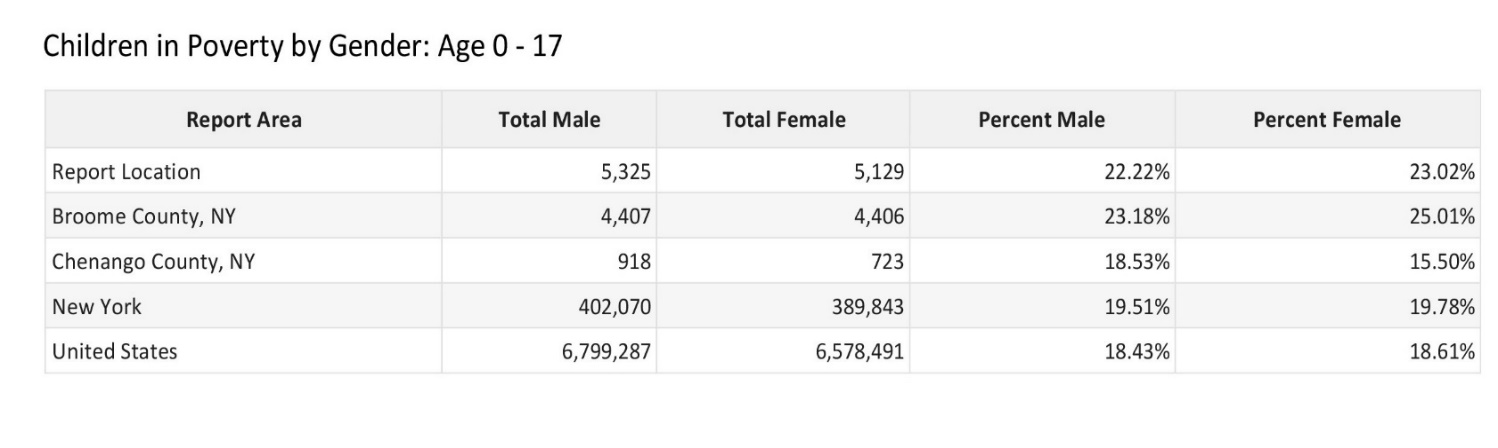 Children in Poverty by Gender: Age 0 - 17
Report Area Total Male Total Female Percent Male Percent Female
Report Location 5,325 5,129 22.22% 23.02%
Broome County, NY 4,407 4,406 23.18% 25.01%
Chenango County, NY 918 723 18.53% 15.50%
New York 402,070 389,843 19.51% 19.78%
United States 6,799,287 6,578,491 18.43% 18.61%